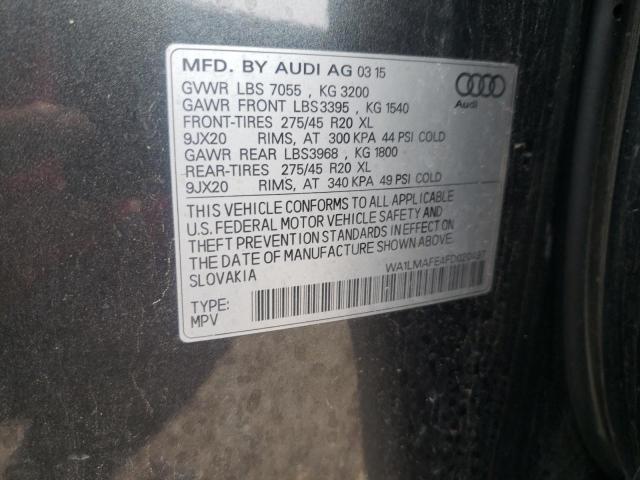 MFD. BY AUDI AG 03 15
GVWR LBS 7055 , KG 3200
GAWR FRONT LBS3395 , KG 1540
FRONT-TIRES 275/45 R20 XL
9JX20 RIMS, AT 300 KPA 44 PSI COLD
GAWR REAR LBS3968 , KG 1800
REAR-TIRES 275/45 R20 XL
9JX20 RIMS, AT 340 KPA 49 PSI COLD
Audi
THIS VEHICLE CONFORMS TO ALL APPLICABLE
U.S. FEDERAL MOTOR VEHICLE SAFETY AND
THEFT PREVENTION STANDARDS IN EFFECT ON
THE DATE OF MANUFACTURE SHOWN ABOVE.
SLOVAKIA
TYPE:
MPV